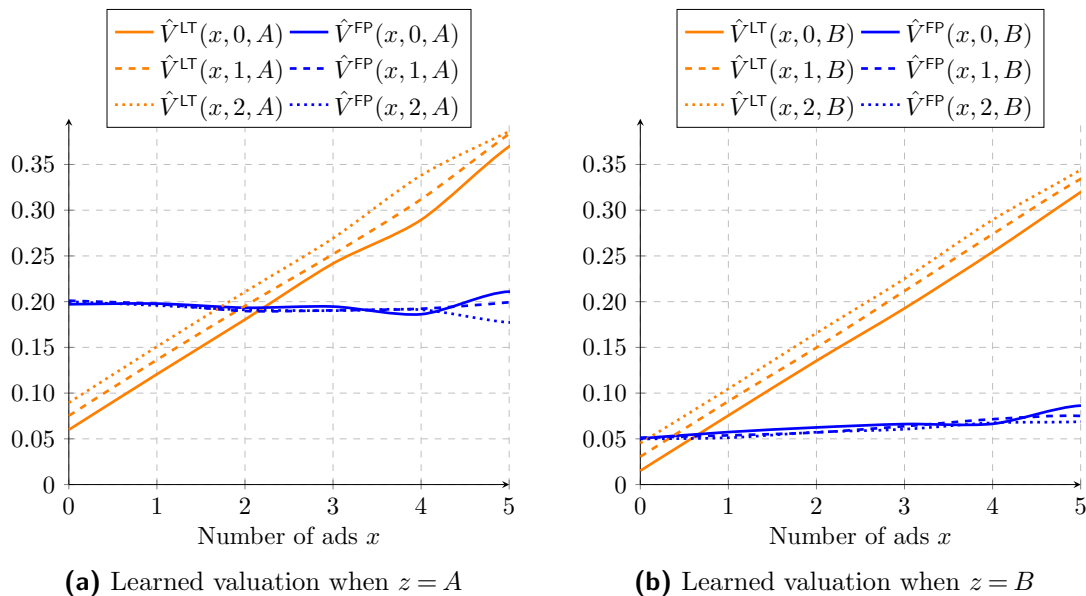 V̂^LT(x, 0, A) V̂^FP(x, 0, A)
V̂^LT(x, 1, A) V̂^FP(x, 1, A)
V̂^LT(x, 2, A) V̂^FP(x, 2, A)
0.35
0.30
0.25
0.20
0.15
0.10
0.05
0
0 1 2 3 4 5
Number of ads x
(a) Learned valuation when z = A
V̂^LT(x, 0, B) V̂^FP(x, 0, B)
V̂^LT(x, 1, B) V̂^FP(x, 1, B)
V̂^LT(x, 2, B) V̂^FP(x, 2, B)
0.35
0.30
0.25
0.20
0.15
0.10
0.05
0
0 1 2 3 4 5
Number of ads x
(b) Learned valuation when z = B